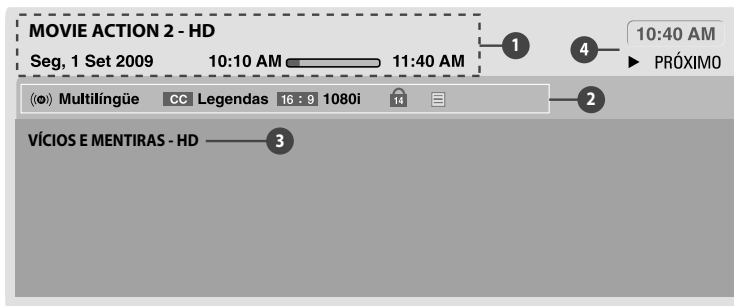 MOVIE ACTION 2 - HD
Seg, 1 Set 2009 10:10 AM 11:40 AM
1
4
10:40 AM
► PRÓXIMO
((o)) Multilíngüe CC Legendas 16:9 1080i 14
2
VÍCIOS E MENTIRAS - HD
3